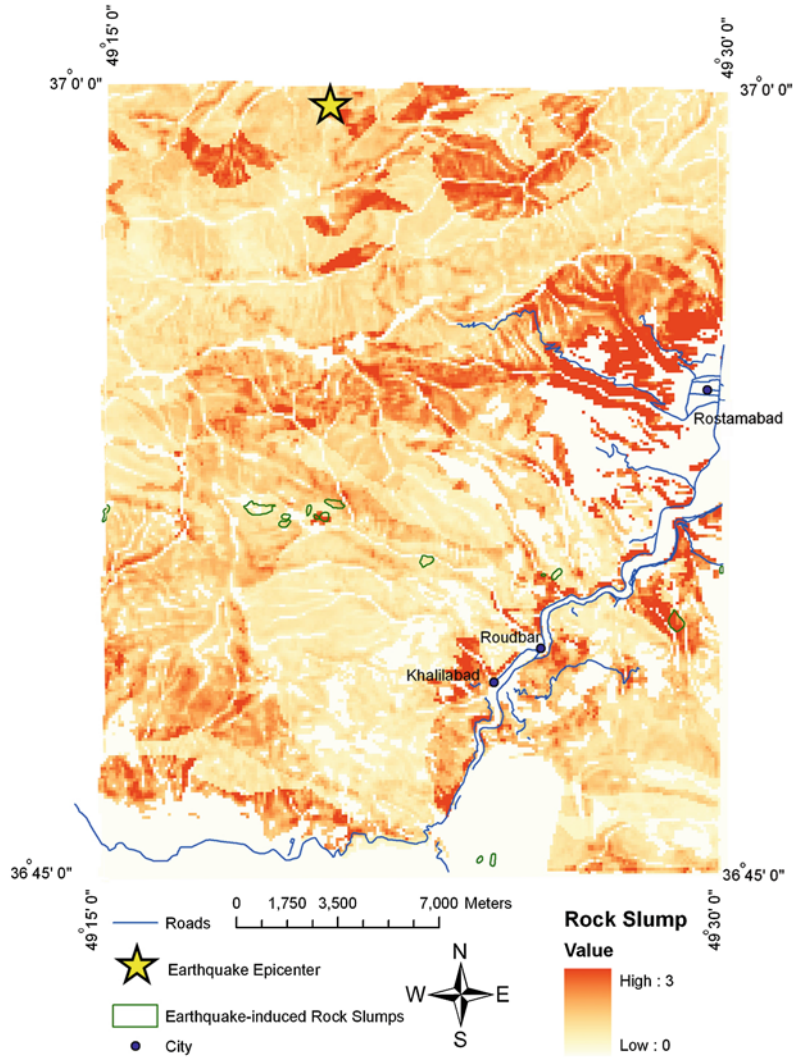 49° 15' 0"
49° 30' 0"
37° 0' 0"
37° 0' 0"
Rostamabad
Roudbar
Khalilabad
36° 45' 0"
36° 45' 0"
49° 15' 0"
49° 30' 0"
Roads
0 1,750 3,500 7,000 Meters
Earthquake Epicenter
Earthquake-induced Rock Slumps
City
N
W E
S
Rock Slump
Value
High : 3
Low : 0